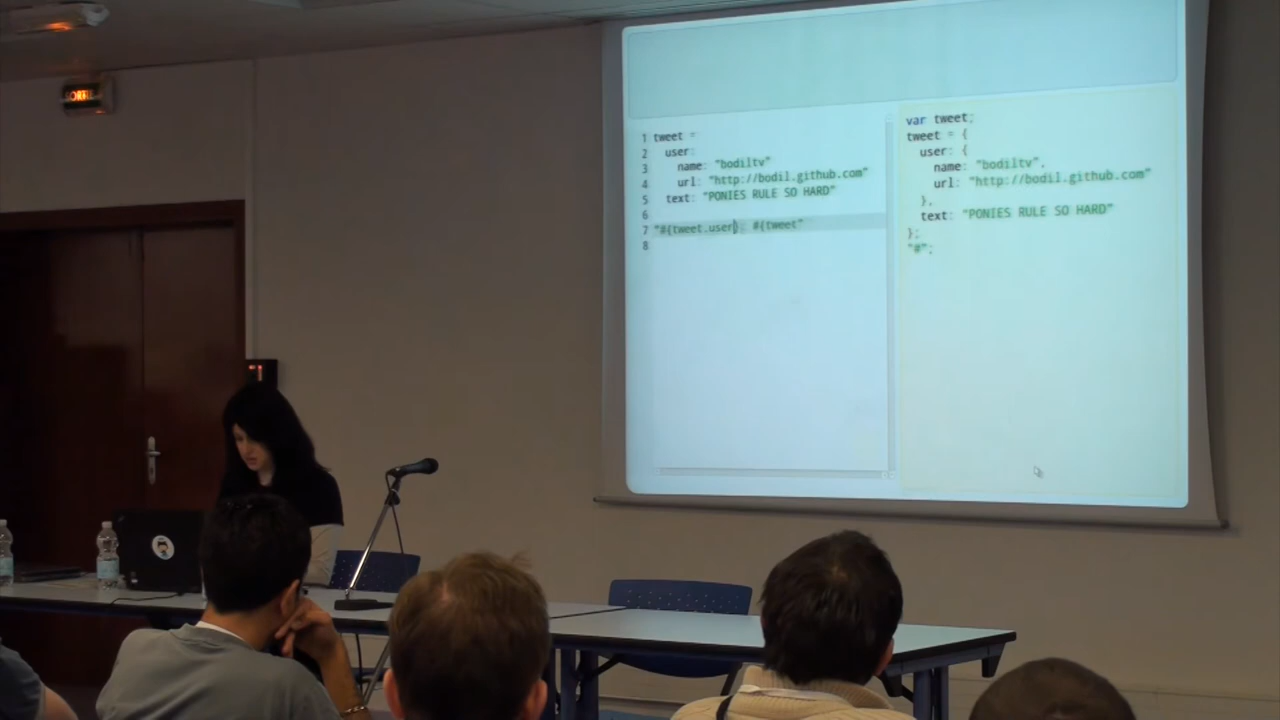 1 tweet =
2 user:
3 name: "bodiltv"
4 url: "http://bodil.github.com"
5 text: "PONIES RULE SO HARD"
6
7 "#{tweet.user}: #{tweet"
8
var tweet;
tweet = {
user: {
name: "bodiltv",
url: "http://bodil.github.com"
},
text: "PONIES RULE SO HARD"
};
"#";